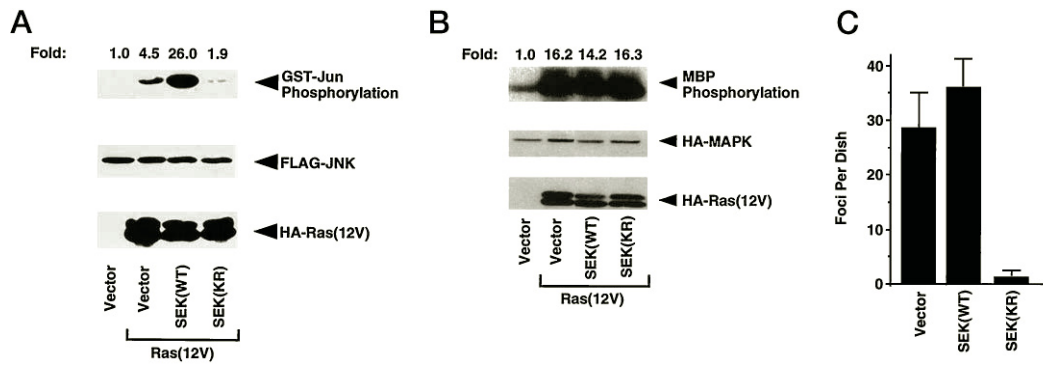 A
Fold: 1.0 4.5 26.0 1.9
GST-Jun
Phosphorylation
FLAG-JNK
HA-Ras(12V)
Vector
Vector
SEK(WT)
SEK(KR)
Ras(12V)
B
Fold: 1.0 16.2 14.2 16.3
MBP
Phosphorylation
HA-MAPK
HA-Ras(12V)
Vector
Vector
SEK(WT)
SEK(KR)
Ras(12V)
C
Foci Per Dish
40
30
20
10
0
Vector
SEK(WT)
SEK(KR)